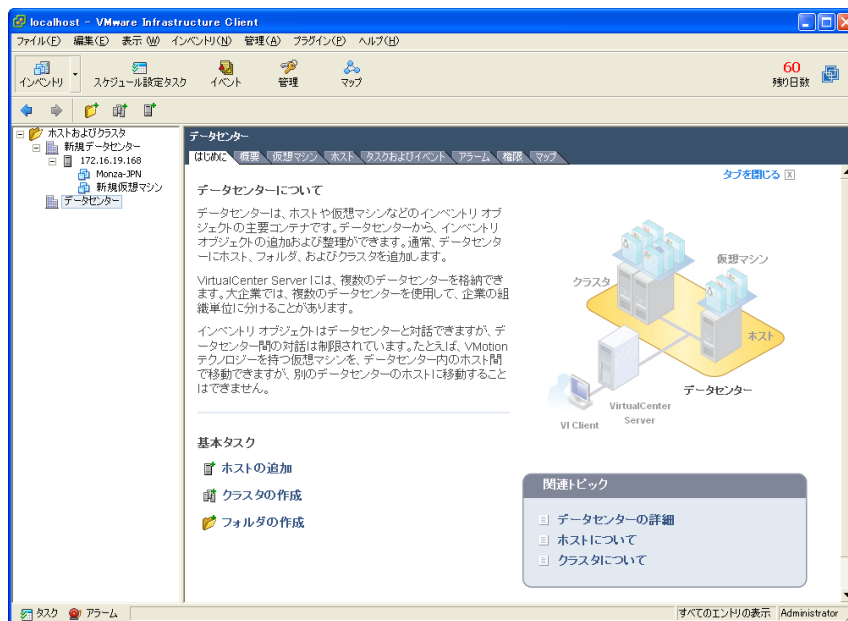 localhost - VMware Infrastructure Client
ファイル(F) 編集(E) 表示 (W) インベントリ(N) 管理(A) プラグイン(P) ヘルプ(H)
インベントリ スケジュール設定タスク イベント 管理 マップ
60
残り日数
ホストおよびクラスタ
新規データセンター
172.16.19.168
Monza-JPN
新規仮想マシン
データセンター
データセンター
はじめに 概要 仮想マシン ホスト タスクおよびイベント アラーム 権限 マップ
タブを閉じる
データセンターについて
データセンターは、ホストや仮想マシンなどのインベントリ オブ
ジェクトの主要コンテナです。データセンターから、インベントリ
オブジェクトの追加および整理ができます。通常、データセンタ
ーにホスト、フォルダ、およびクラスタを追加します。
VirtualCenter Server には、複数のデータセンターを格納でき
ます。大企業では、複数のデータセンターを使用して、企業の組
織単位に分けることがあります。
インベントリ オブジェクトはデータセンターと対話できますが、デ
ータセンター間の対話は制限されています。たとえば、VMotion
テクノロジーを持つ仮想マシンを、データセンター内のホスト間
で移動できますが、別のデータセンターのホストに移動すること
はできません。
クラスタ
仮想マシン
ホスト
データセンター
VirtualCenter
Server
VI Client
基本タスク
ホストの追加
クラスタの作成
フォルダの作成
関連トピック
データセンターの詳細
ホストについて
クラスタについて
タスク アラーム
すべてのエントリの表示 Administrator